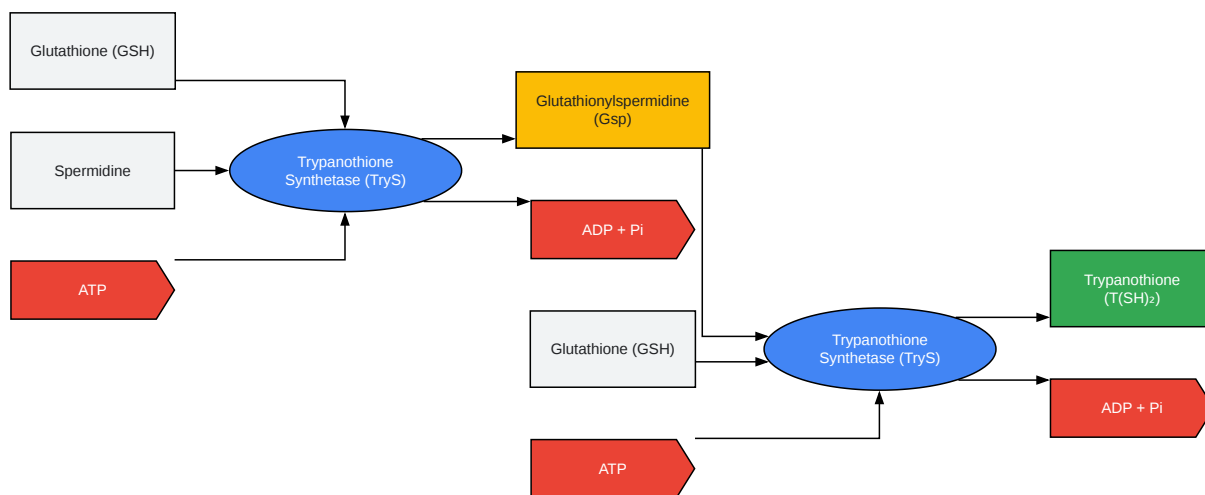 Glutathione (GSH)
Spermidine
ATP
Trypanothione
Synthetase (TryS)
Glutathionylspermidine
(Gsp)
ADP + Pi
Glutathione (GSH)
ATP
Trypanothione
Synthetase (TryS)
Trypanothione
(T(SH)₂)
ADP + Pi